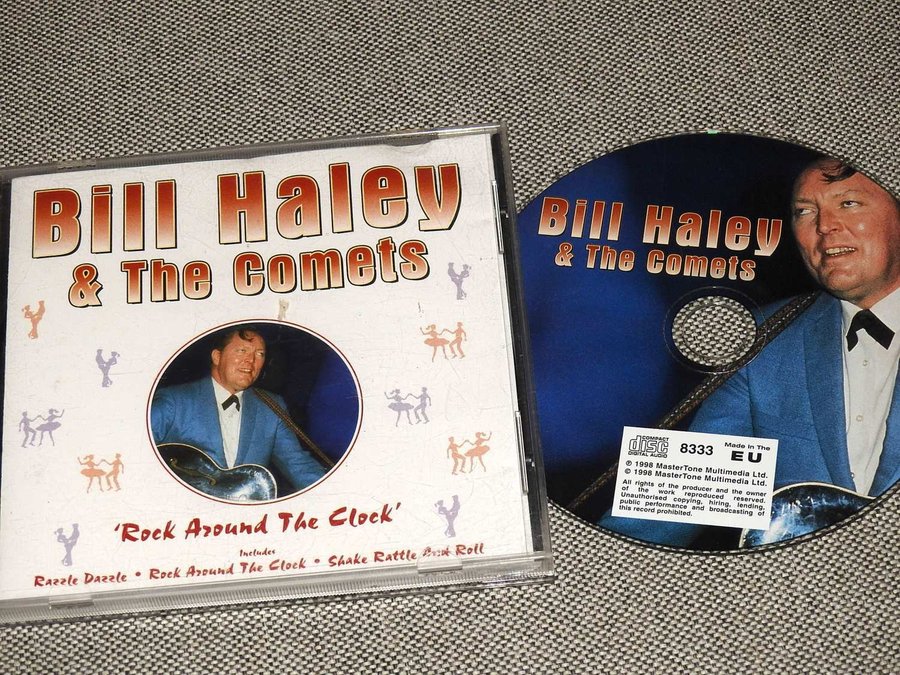 Bill Haley
& The Comets
'Rock Around The Clock'
Includes
Razzle Dazzle • Rock Around The Clock • Shake Rattle And Roll
Bill Haley
& The Comets
COMPACT
disc
DIGITAL AUDIO
8333
Made In The
EU
℗ 1998 MasterTone Multimedia Ltd.
© 1998 MasterTone Multimedia Ltd.
All rights of the producer and the owner
of the work reproduced reserved.
Unauthorised copying, hiring, lending,
public performance and broadcasting of
this record prohibited.